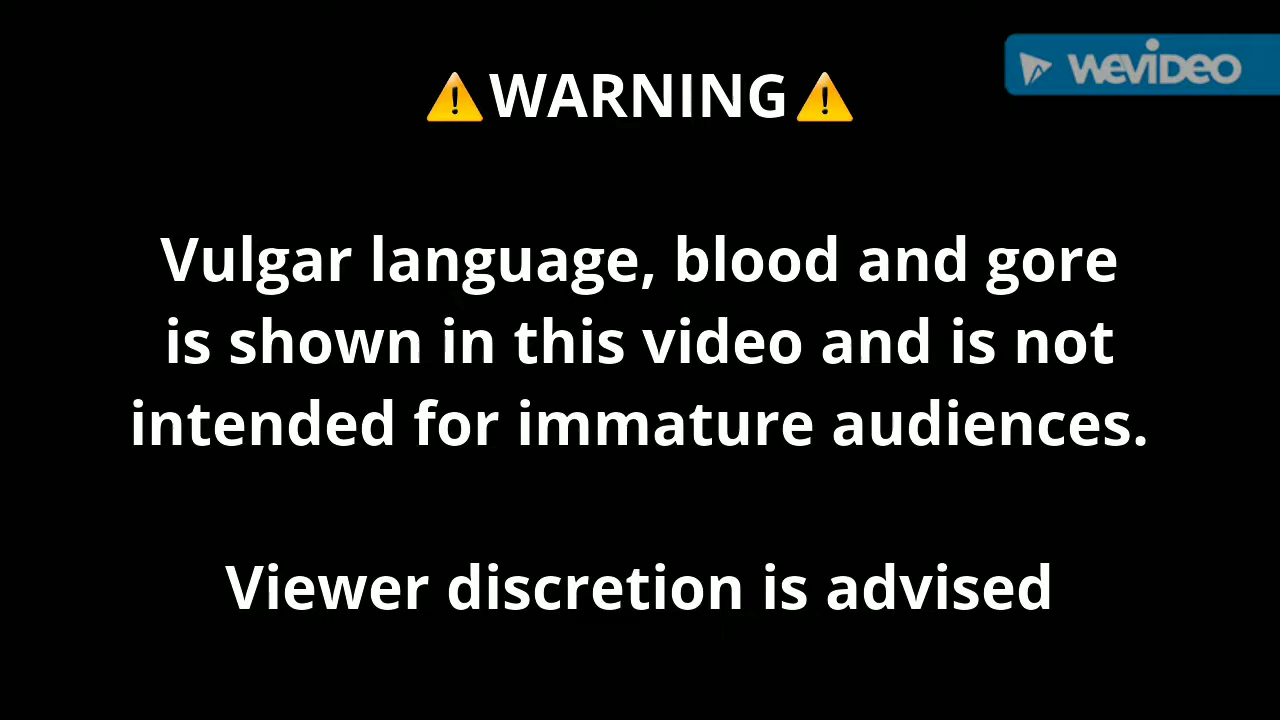 ⚠️WARNING⚠️
WEVIDEO
Vulgar language, blood and gore
is shown in this video and is not
intended for immature audiences.
Viewer discretion is advised